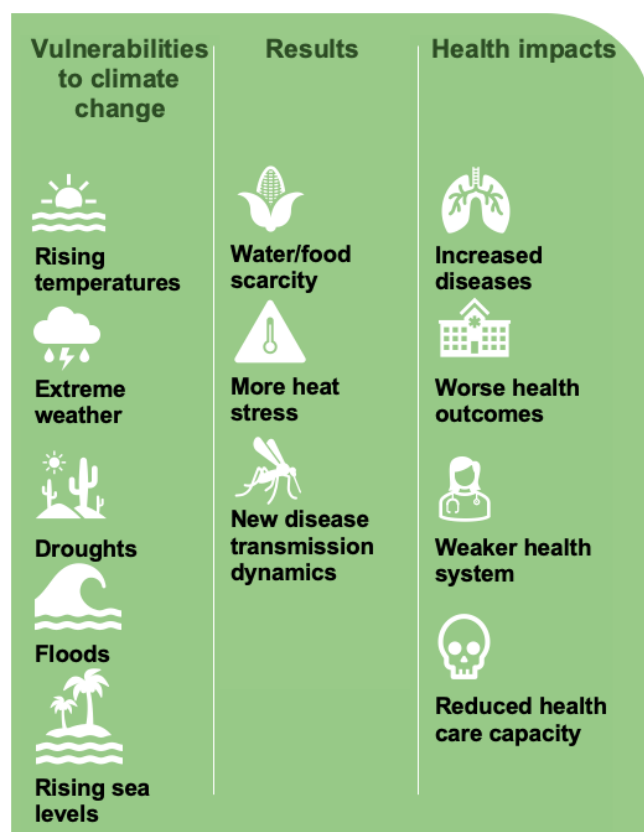 Vulnerabilities
to climate
change
Rising
temperatures
Extreme
weather
Droughts
Floods
Rising sea
levels
Results
Water/food
scarcity
More heat
stress
New disease
transmission
dynamics
Health impacts
Increased
diseases
Worse health
outcomes
Weaker health
system
Reduced health
care capacity